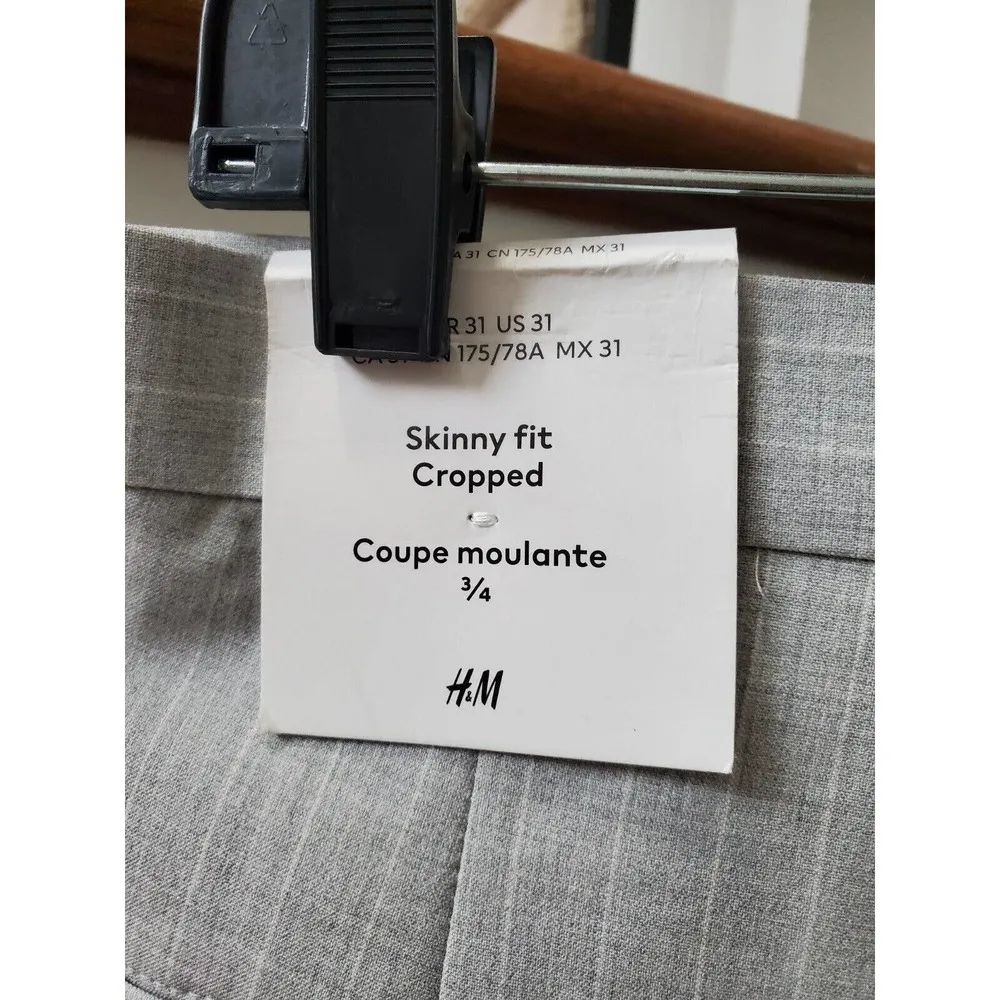 31 CN 175/78A MX 31
31 US 31
175/78A MX 31
Skinny fit
Cropped
Coupe moulante
3/4
H&M